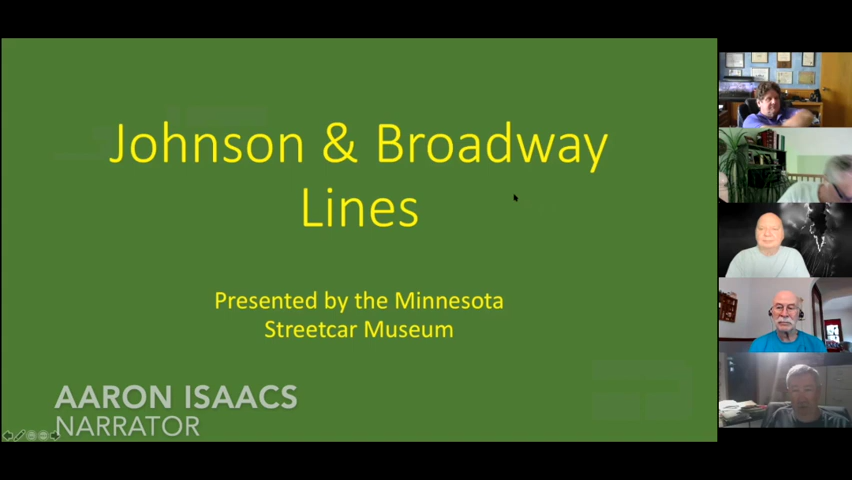 Johnson & Broadway
Lines
Presented by the Minnesota
Streetcar Museum
AARON ISAACS
NARRATOR